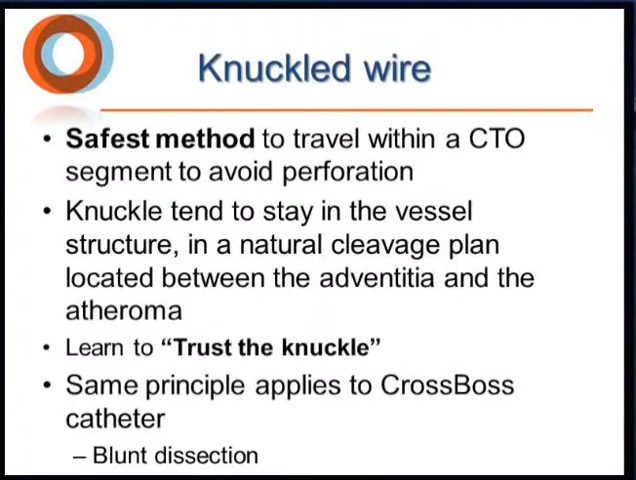 Knuckled wire
• Safest method to travel within a CTO
segment to avoid perforation
• Knuckle tend to stay in the vessel
structure, in a natural cleavage plan
located between the adventitia and the
atheroma
• Learn to “Trust the knuckle”
• Same principle applies to CrossBoss
catheter
– Blunt dissection